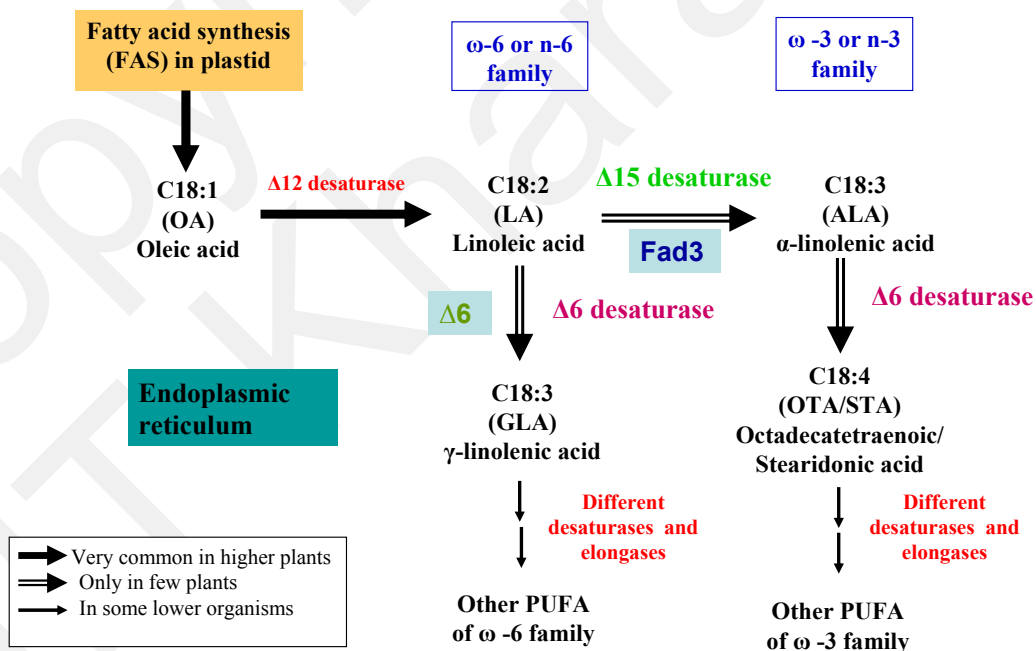 Fatty acid synthesis
(FAS) in plastid
ω-6 or n-6
family
ω -3 or n-3
family
C18:1
(OA)
Oleic acid
Δ12 desaturase
C18:2
(LA)
Linoleic acid
Δ15 desaturase
Fad3
C18:3
(ALA)
α-linolenic acid
Δ6
Δ6 desaturase
Δ6 desaturase
Endoplasmic
reticulum
C18:3
(GLA)
γ-linolenic acid
C18:4
(OTA/STA)
Octadecatetraenoic/
Stearidonic acid
Different
desaturases and
elongases
Different
desaturases and
elongases
Very common in higher plants
Only in few plants
In some lower organisms
Other PUFA
of ω -6 family
Other PUFA
of ω -3 family